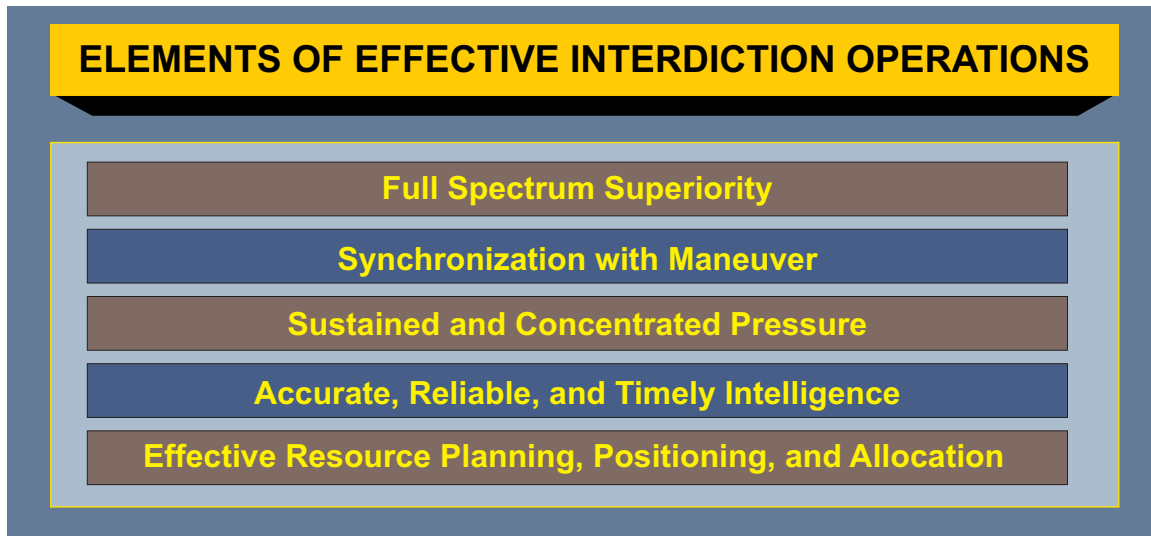 ELEMENTS OF EFFECTIVE INTERDICTION OPERATIONS
Full Spectrum Superiority
Synchronization with Maneuver
Sustained and Concentrated Pressure
Accurate, Reliable, and Timely Intelligence
Effective Resource Planning, Positioning, and Allocation